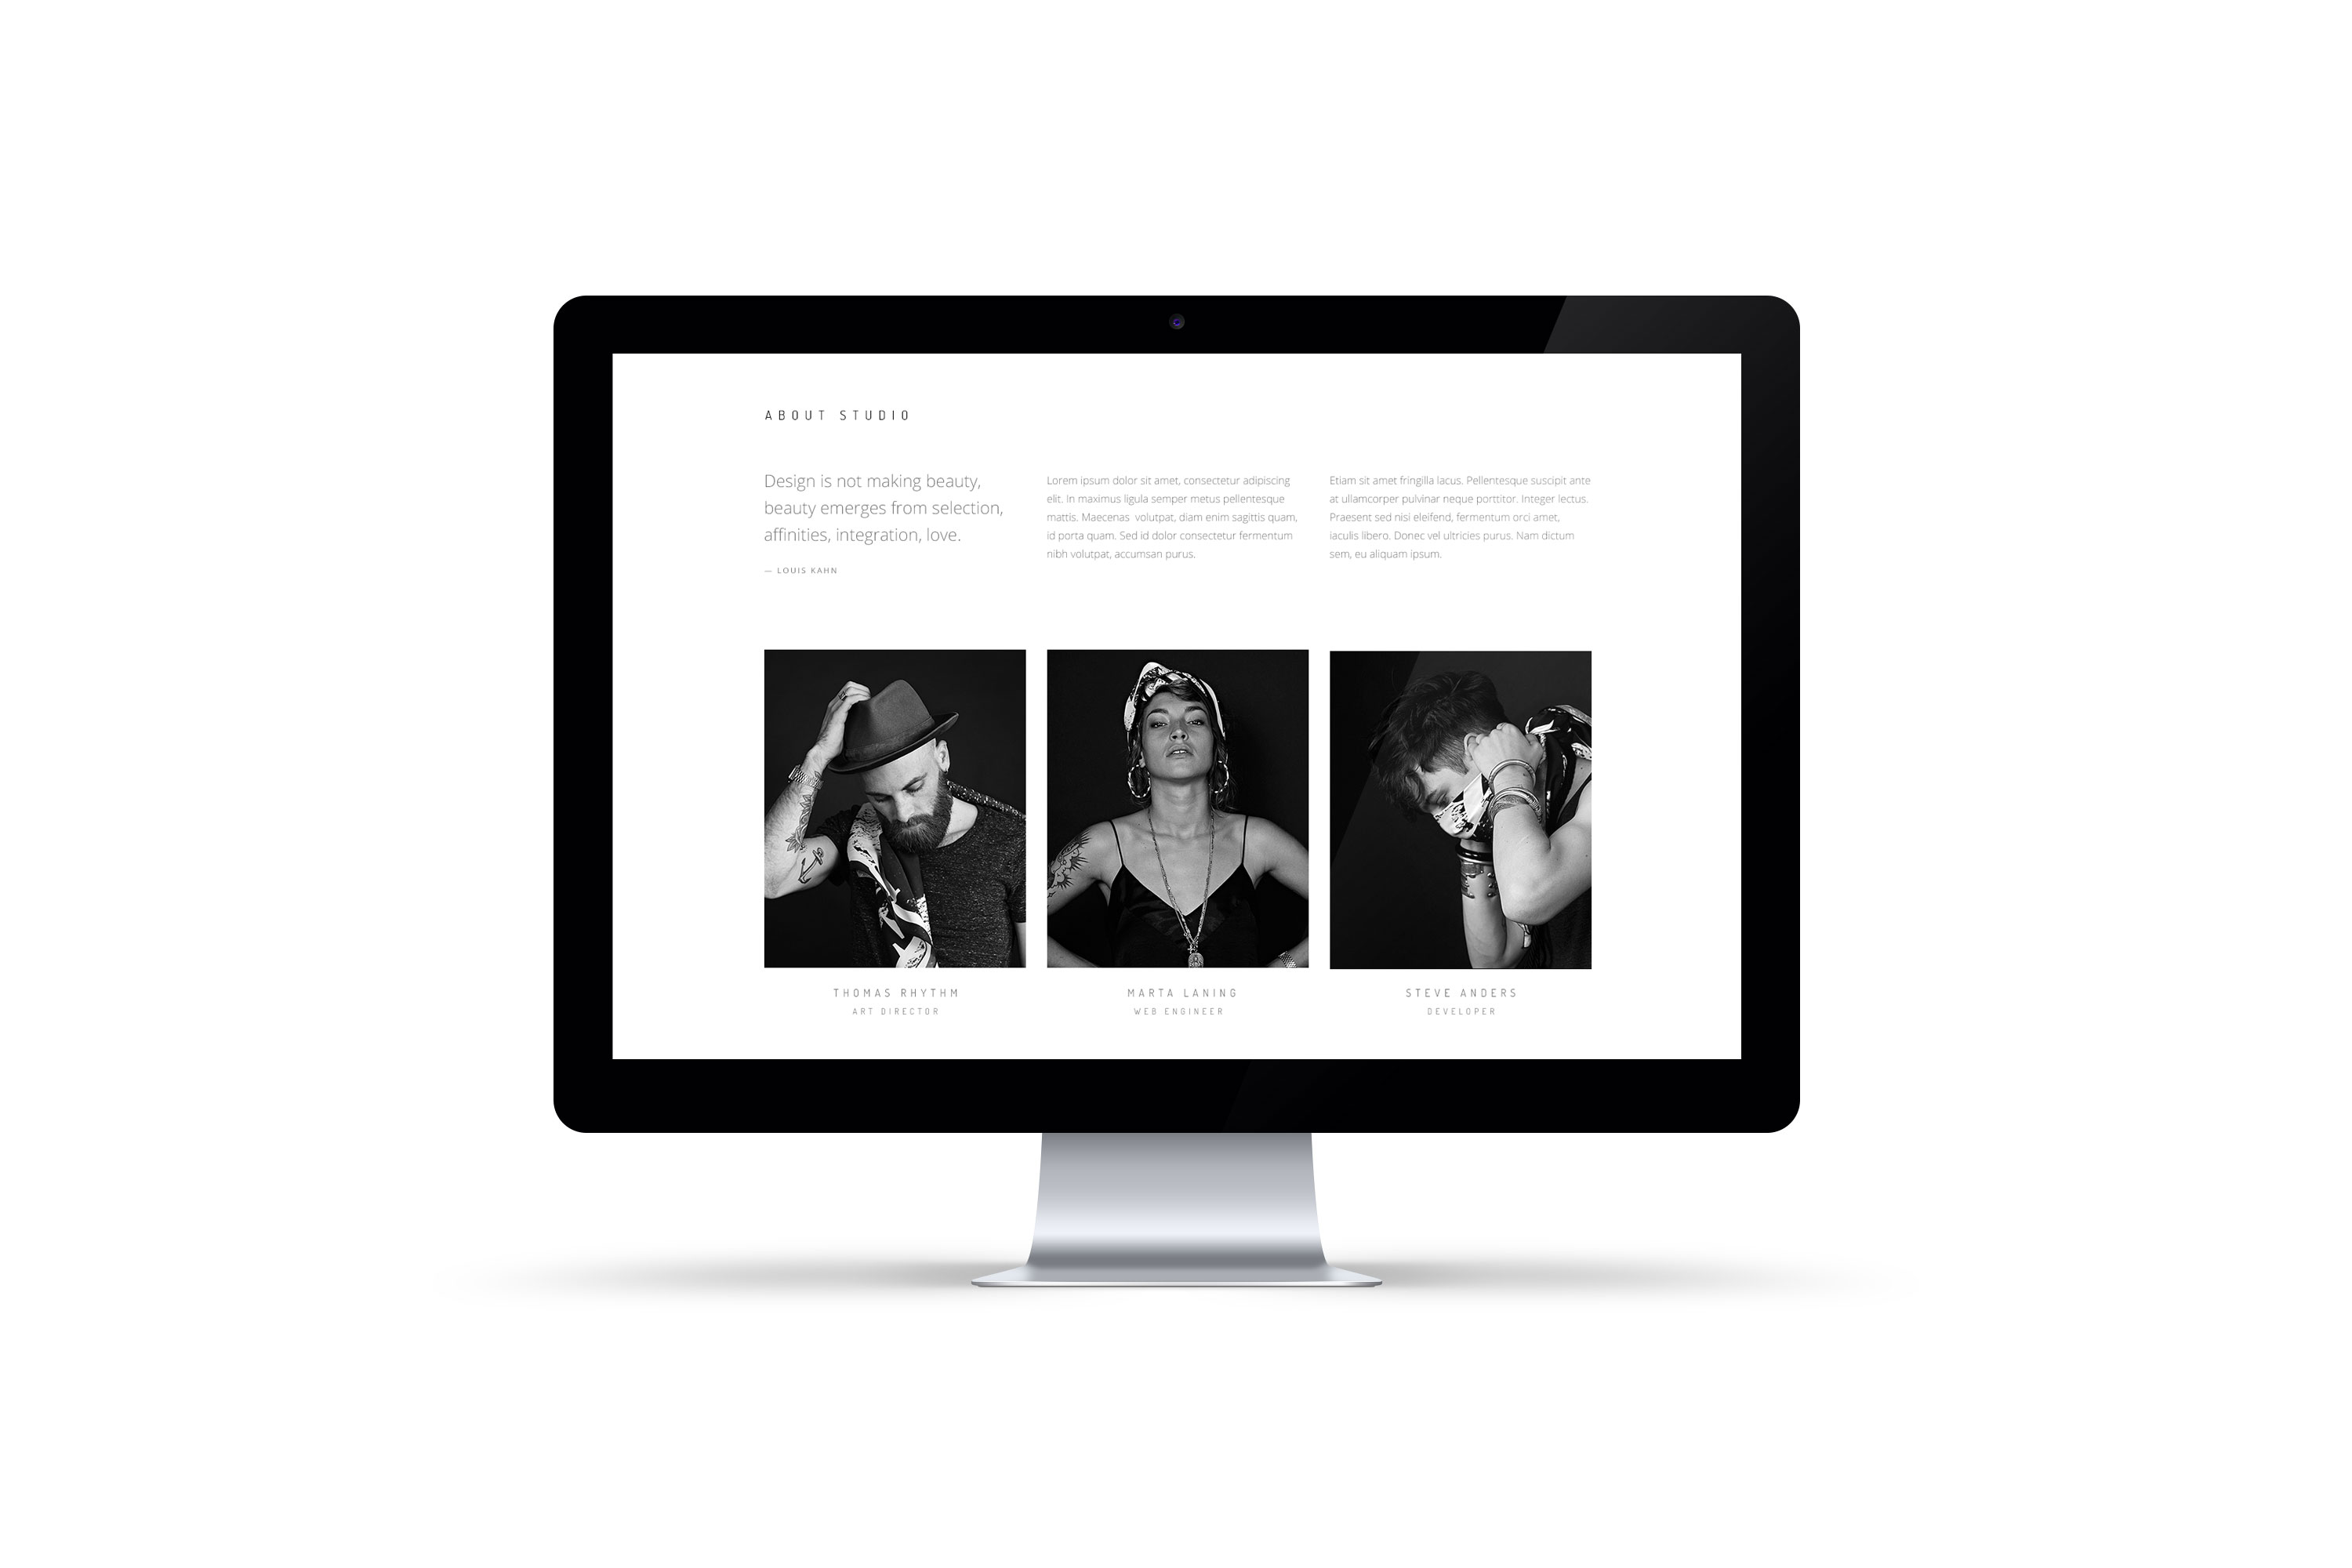 ABOUT STUDIO
Design is not making beauty,
beauty emerges from selection,
affinities, integration, love.
— LOUIS KAHN
Lorem ipsum dolor sit amet, consectetur adipiscing
elit. In maximus ligula semper metus pellentesque
mattis. Maecenas  volutpat, diam enim sagittis quam,
id porta quam. Sed id dolor consectetur fermentum
nibh volutpat, accumsan purus.
Etiam sit amet fringilla lacus. Pellentesque suscipit ante
at ullamcorper pulvinar neque porttitor. Integer lectus.
Praesent sed nisi eleifend, fermentum orci amet,
iaculis libero. Donec vel ultricies purus. Nam dictum
sem, eu aliquam ipsum.
THOMAS RHYTHM
ART DIRECTOR
MARTA LANING
WEB ENGINEER
STEVE ANDERS
DEVELOPER